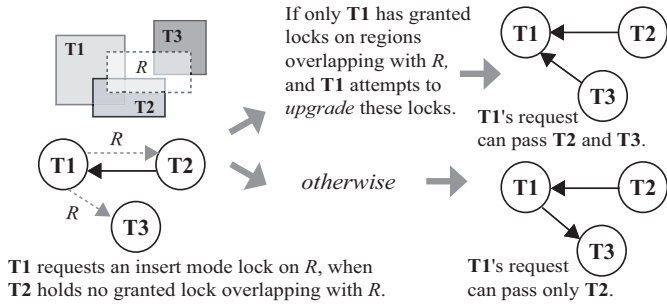 T1
T3
R
T2
If only T1 has granted
locks on regions
overlapping with R,
and T1 attempts to
upgrade these locks.
T1
T2
T3
T1's request
can pass T2 and T3.
R
T1
T2
R
T3
otherwise
T1
T2
T3
T1's request
can pass only T2.
T1 requests an insert mode lock on R, when
T2 holds no granted lock overlapping with R.